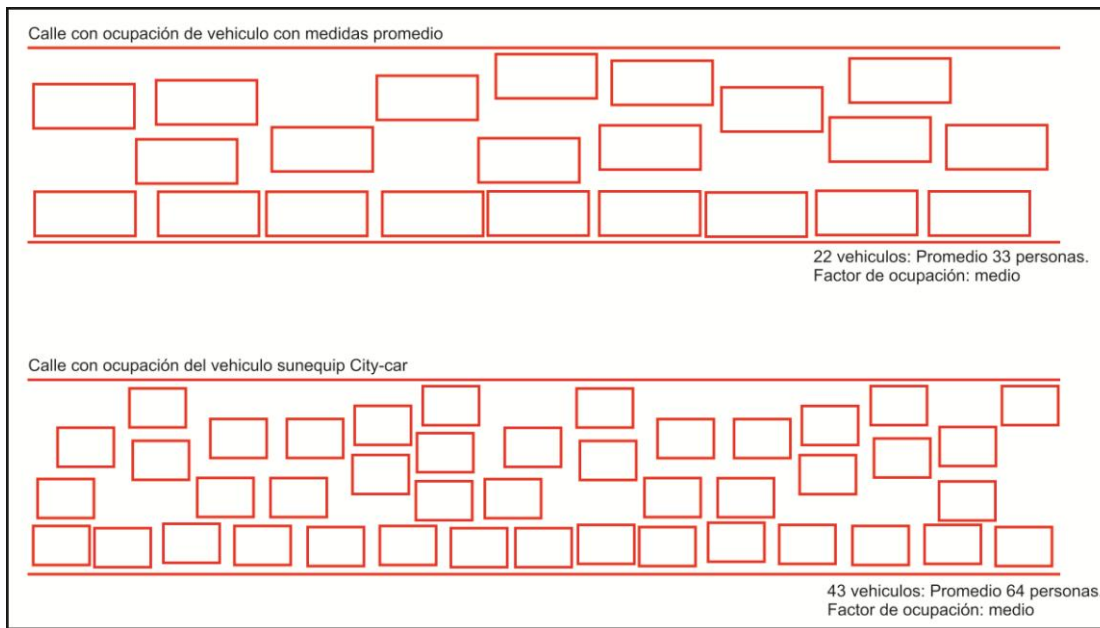 Calle con ocupación de vehiculo con medidas promedio
22 vehiculos: Promedio 33 personas.
Factor de ocupación: medio
Calle con ocupación del vehiculo sunequip City-car
43 vehiculos: Promedio 64 personas.
Factor de ocupación: medio